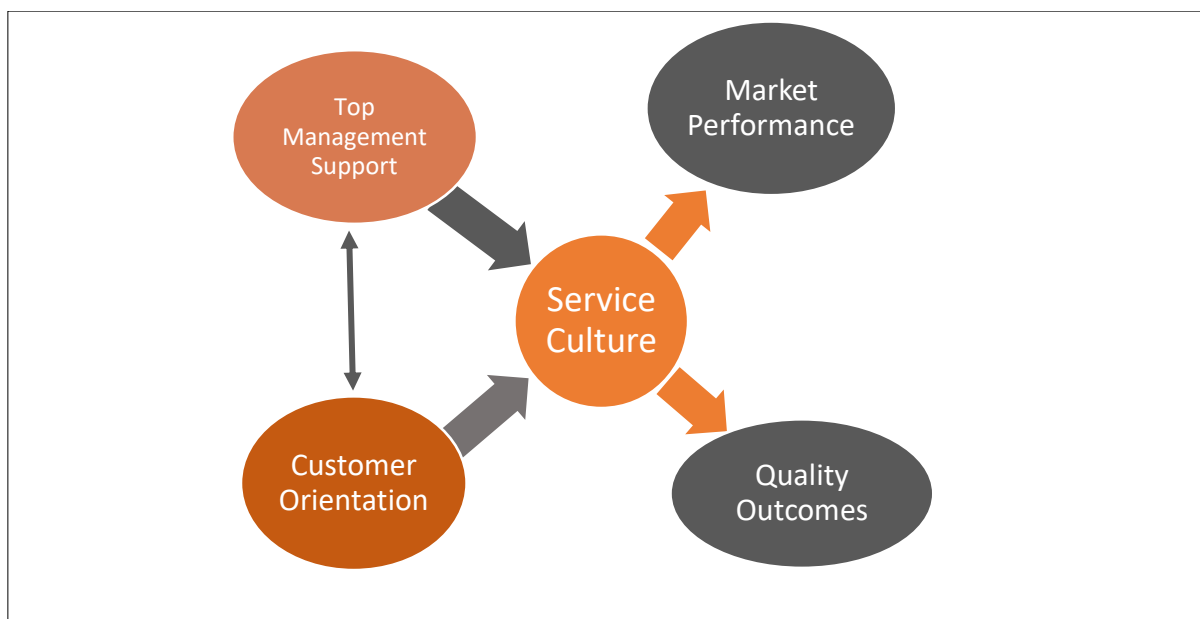 Top
Management
Support
Market
Performance
Service
Culture
Customer
Orientation
Quality
Outcomes